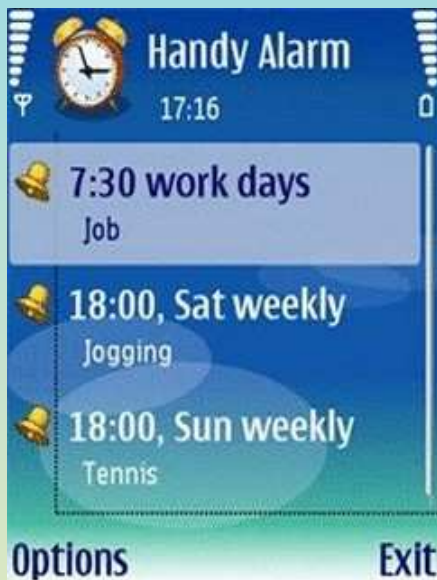 Handy Alarm
17:16
7:30 work days
Job
18:00, Sat weekly
Jogging
18:00, Sun weekly
Tennis
Options Exit